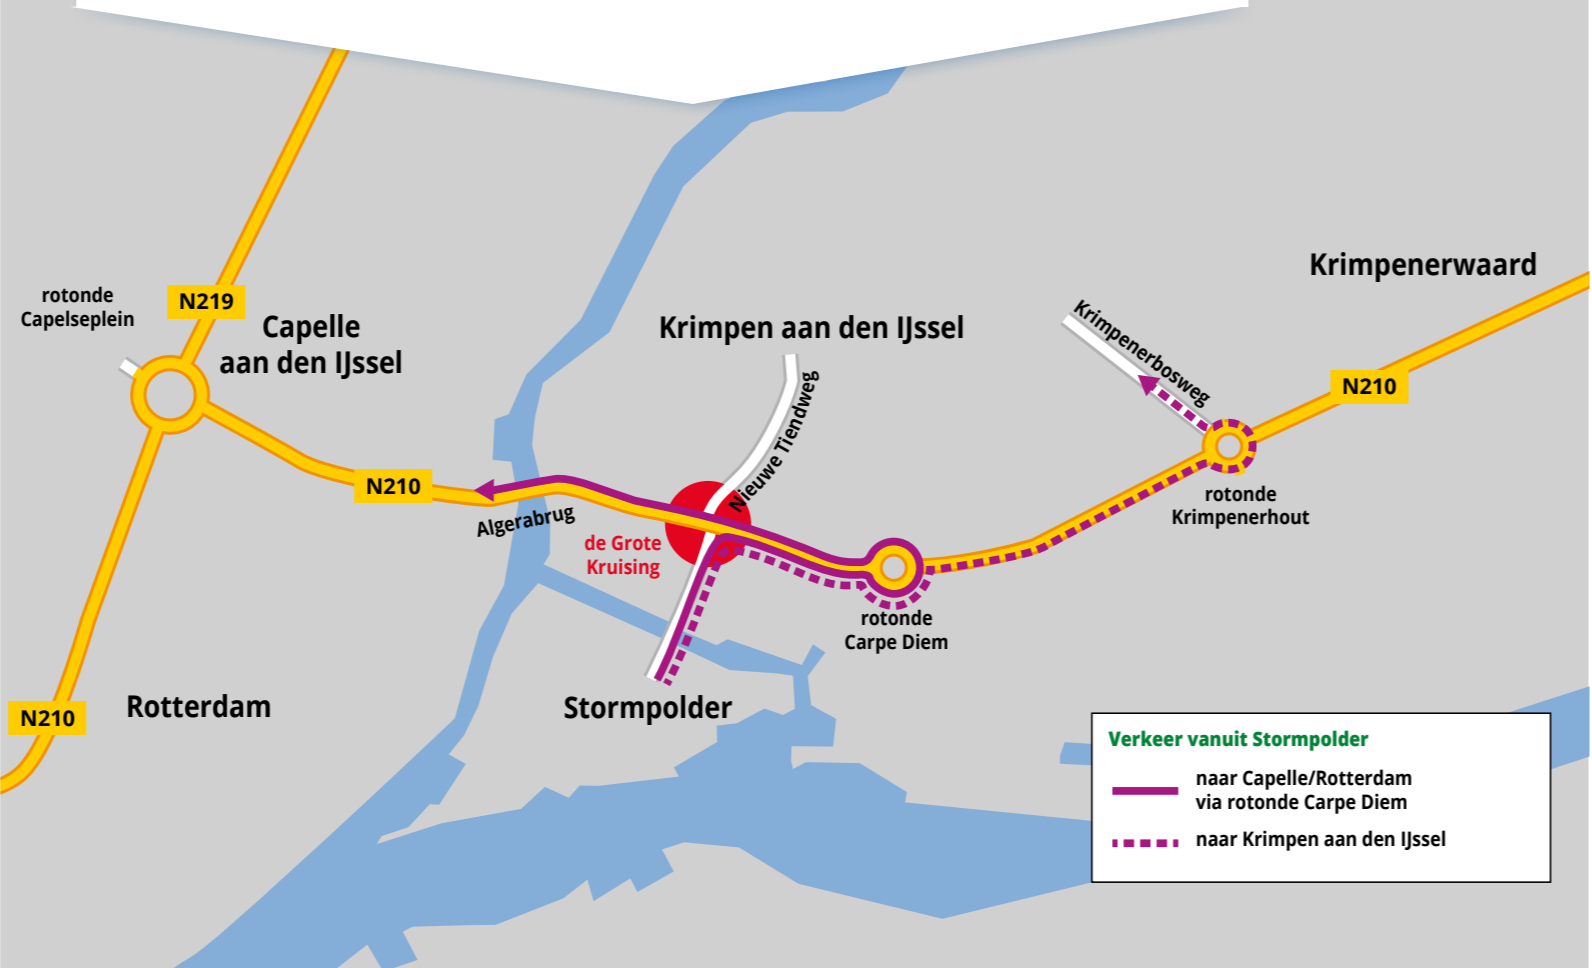 Krimpenerwaard
rotonde
Capelseplein
N219
Capelle
aan den IJssel
Krimpen aan den IJssel
Krimpenerbosweg
N210
Nieuwe Tiendweg
N210
Algerabrug
de Grote
Kruising
rotonde
Krimpenerhout
rotonde
Carpe Diem
N210
Rotterdam
Stormpolder
Verkeer vanuit Stormpolder
naar Capelle/Rotterdam
via rotonde Carpe Diem
naar Krimpen aan den IJssel